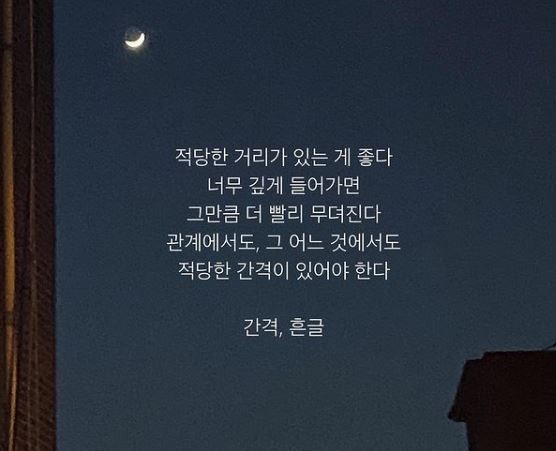 적당한 거리가 있는 게 좋다
너무 깊게 들어가면
그만큼 더 빨리 무뎌진다
관계에서도, 그 어느 것에서도
적당한 간격이 있어야 한다
간격, 흔글